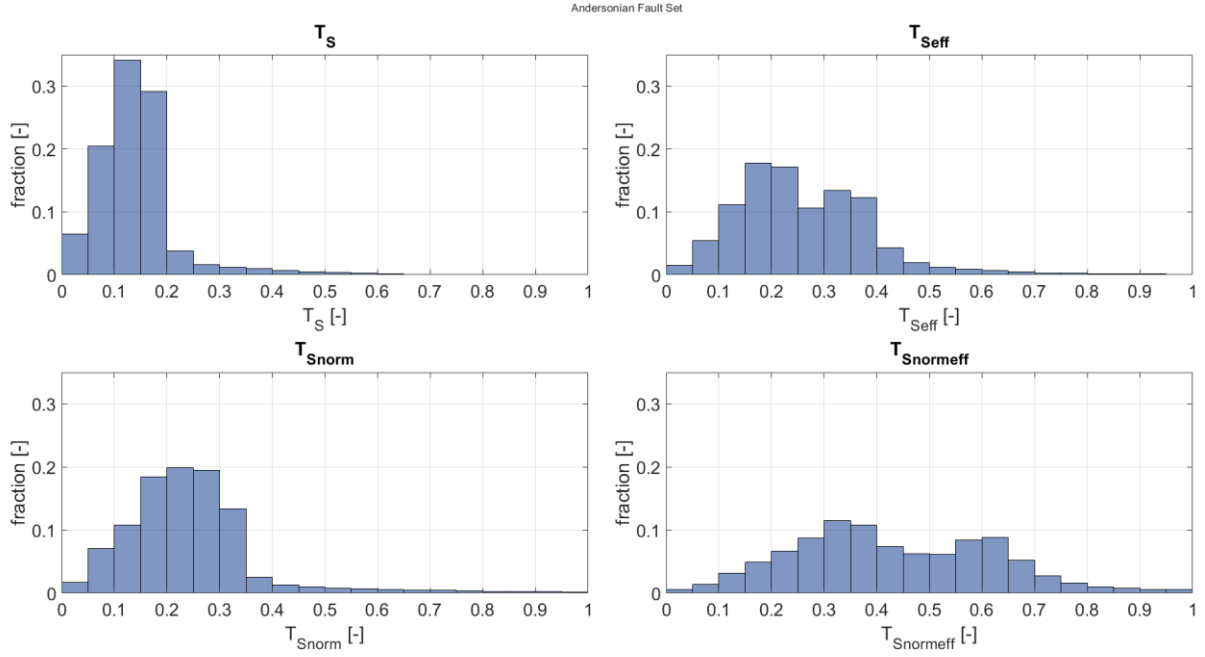 Andersonian Fault Set
T_S
fraction [-]
0.3
0.2
0.1
0
0 0.1 0.2 0.3 0.4 0.5 0.6 0.7 0.8 0.9 1
T_S [-]
T_Seff
fraction [-]
0.3
0.2
0.1
0
0 0.1 0.2 0.3 0.4 0.5 0.6 0.7 0.8 0.9 1
T_Seff [-]
T_Snorm
fraction [-]
0.3
0.2
0.1
0
0 0.1 0.2 0.3 0.4 0.5 0.6 0.7 0.8 0.9 1
T_Snorm [-]
T_Snormeff
fraction [-]
0.3
0.2
0.1
0
0 0.1 0.2 0.3 0.4 0.5 0.6 0.7 0.8 0.9 1
T_Snormeff [-]